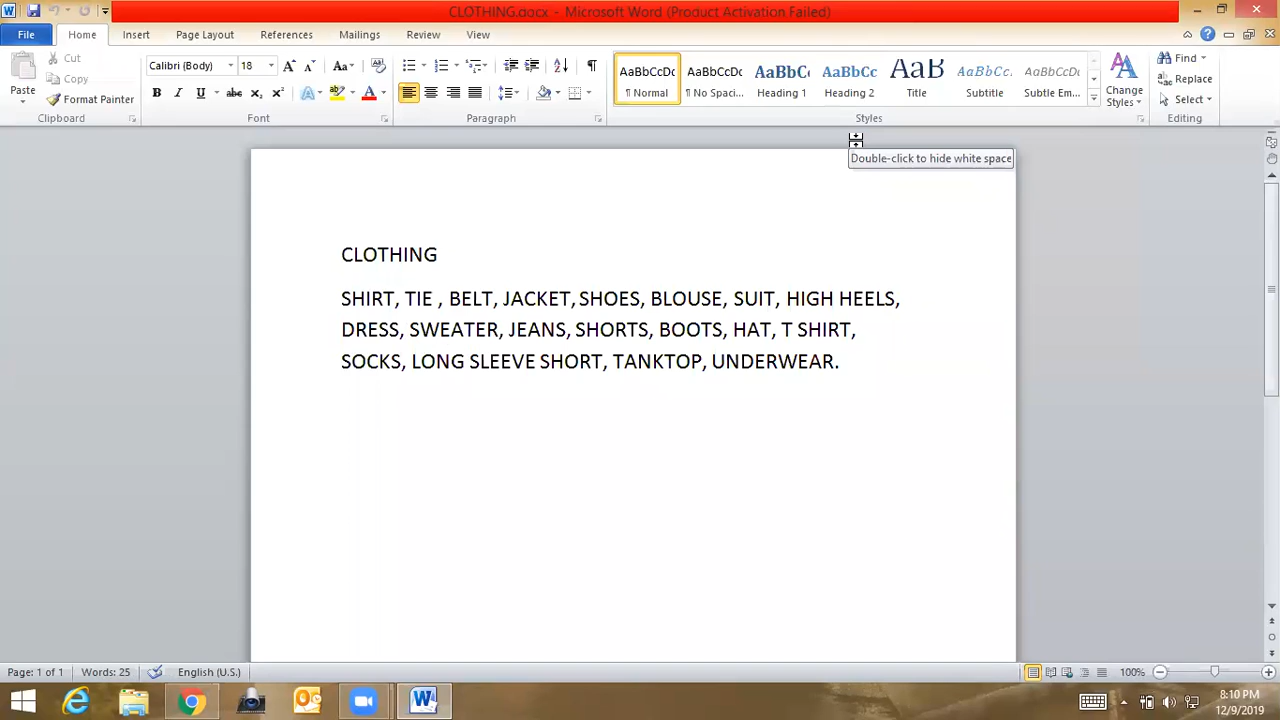 CLOTHING.docx - Microsoft Word (Product Activation Failed)
File Home Insert Page Layout References Mailings Review View
Cut
Copy
Format Painter
Paste
Calibri (Body) 18
AaBbCcDc AaBbCcDc AaBbC AaBbCc AaB AaBbCc. AaBbCcDc
¶ Normal ¶ No Spaci... Heading 1 Heading 2 Title Subtitle Subtle Em...
Change
Styles
Find
Replace
Select
Clipboard Font Paragraph Styles Editing
Double-click to hide white space
CLOTHING
SHIRT, TIE , BELT, JACKET, SHOES, BLOUSE, SUIT, HIGH HEELS,
DRESS, SWEATER, JEANS, SHORTS, BOOTS, HAT, T SHIRT,
SOCKS, LONG SLEEVE SHORT, TANKTOP, UNDERWEAR.
Page: 1 of 1 Words: 25 English (U.S.) 100%
8:10 PM
12/9/2019